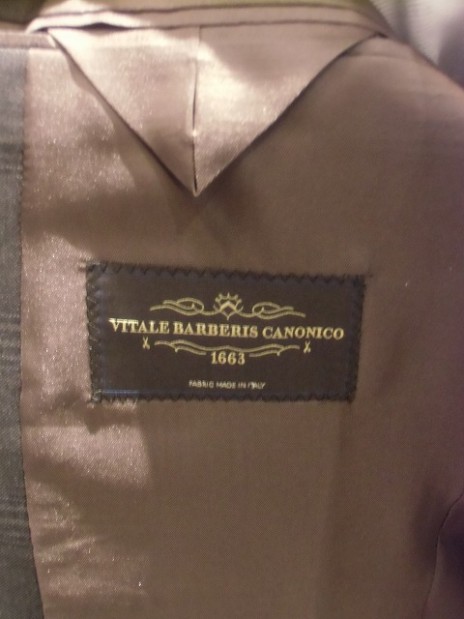 VITALE BARBERIS CANONICO
1663
FABRIC MADE IN ITALY